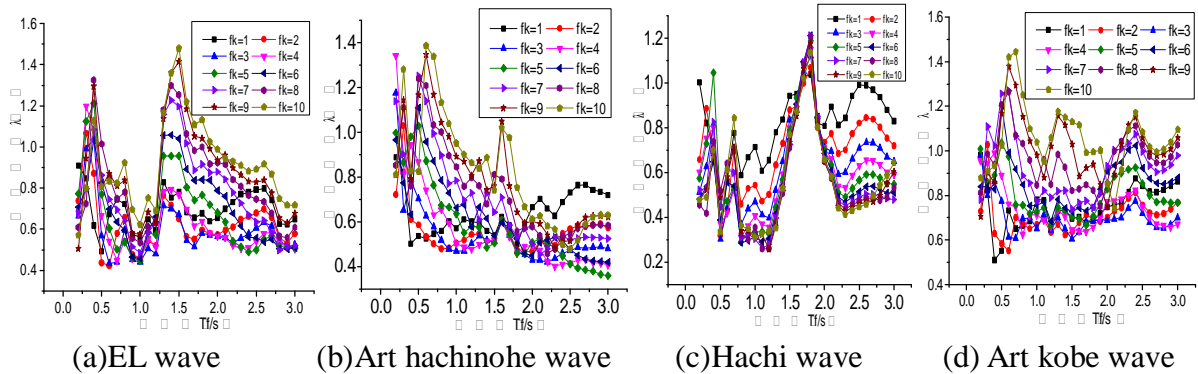 fk=1 fk=2
fk=3 fk=4
fk=5 fk=6
fk=7 fk=8
fk=9 fk=10
1.6
1.4
1.2
1.0
0.8
0.6
0.4
λ
0.0 0.5 1.0 1.5 2.0 2.5 3.0
Tf/s
(a)EL wave
fk=1 fk=2
fk=3 fk=4
fk=5 fk=6
fk=7 fk=8
fk=9 fk=10
1.4
1.2
1.0
0.8
0.6
0.4
λ
0.0 0.5 1.0 1.5 2.0 2.5 3.0
Tf/s
(b)Art hachinohe wave
fk=1 fk=2
fk=3 fk=4
fk=5 fk=6
fk=7 fk=8
fk=9 fk=10
1.2
1.0
0.8
0.6
0.4
0.2
λ
0.0 0.5 1.0 1.5 2.0 2.5 3.0
Tf/s
(c)Hachi wave
fk=1 fk=2 fk=3
fk=4 fk=5 fk=6
fk=7 fk=8 fk=9
fk=10
1.6
1.4
1.2
1.0
0.8
0.6
0.4
λ
0.0 0.5 1.0 1.5 2.0 2.5 3.0
Tf/s
(d) Art kobe wave